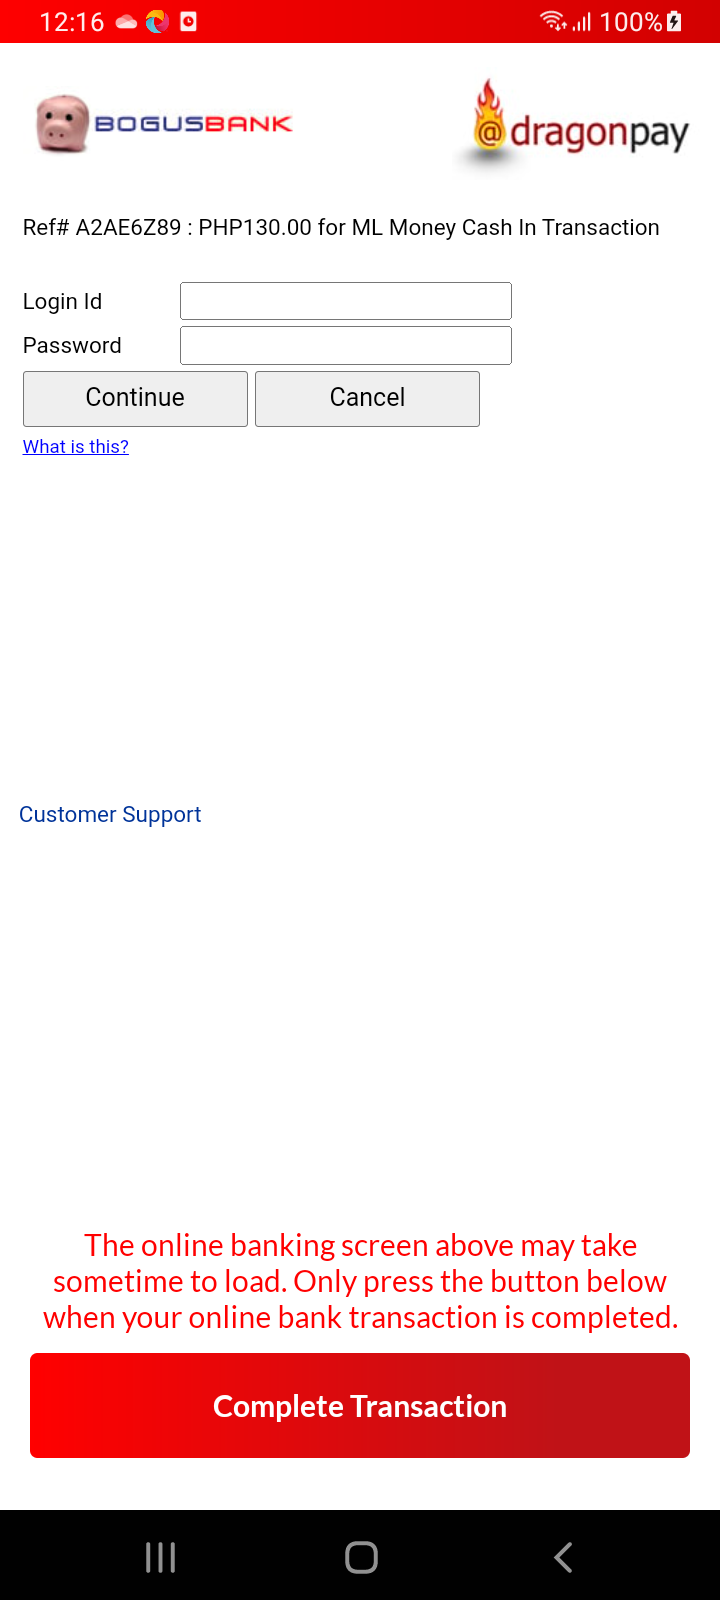 12:16
100%
BOGUSBANK
@dragonpay
Ref# A2AE6Z89 : PHP130.00 for ML Money Cash In Transaction
Login Id
Password
Continue Cancel
What is this?
Customer Support
The online banking screen above may take
sometime to load. Only press the button below
when your online bank transaction is completed.
Complete Transaction